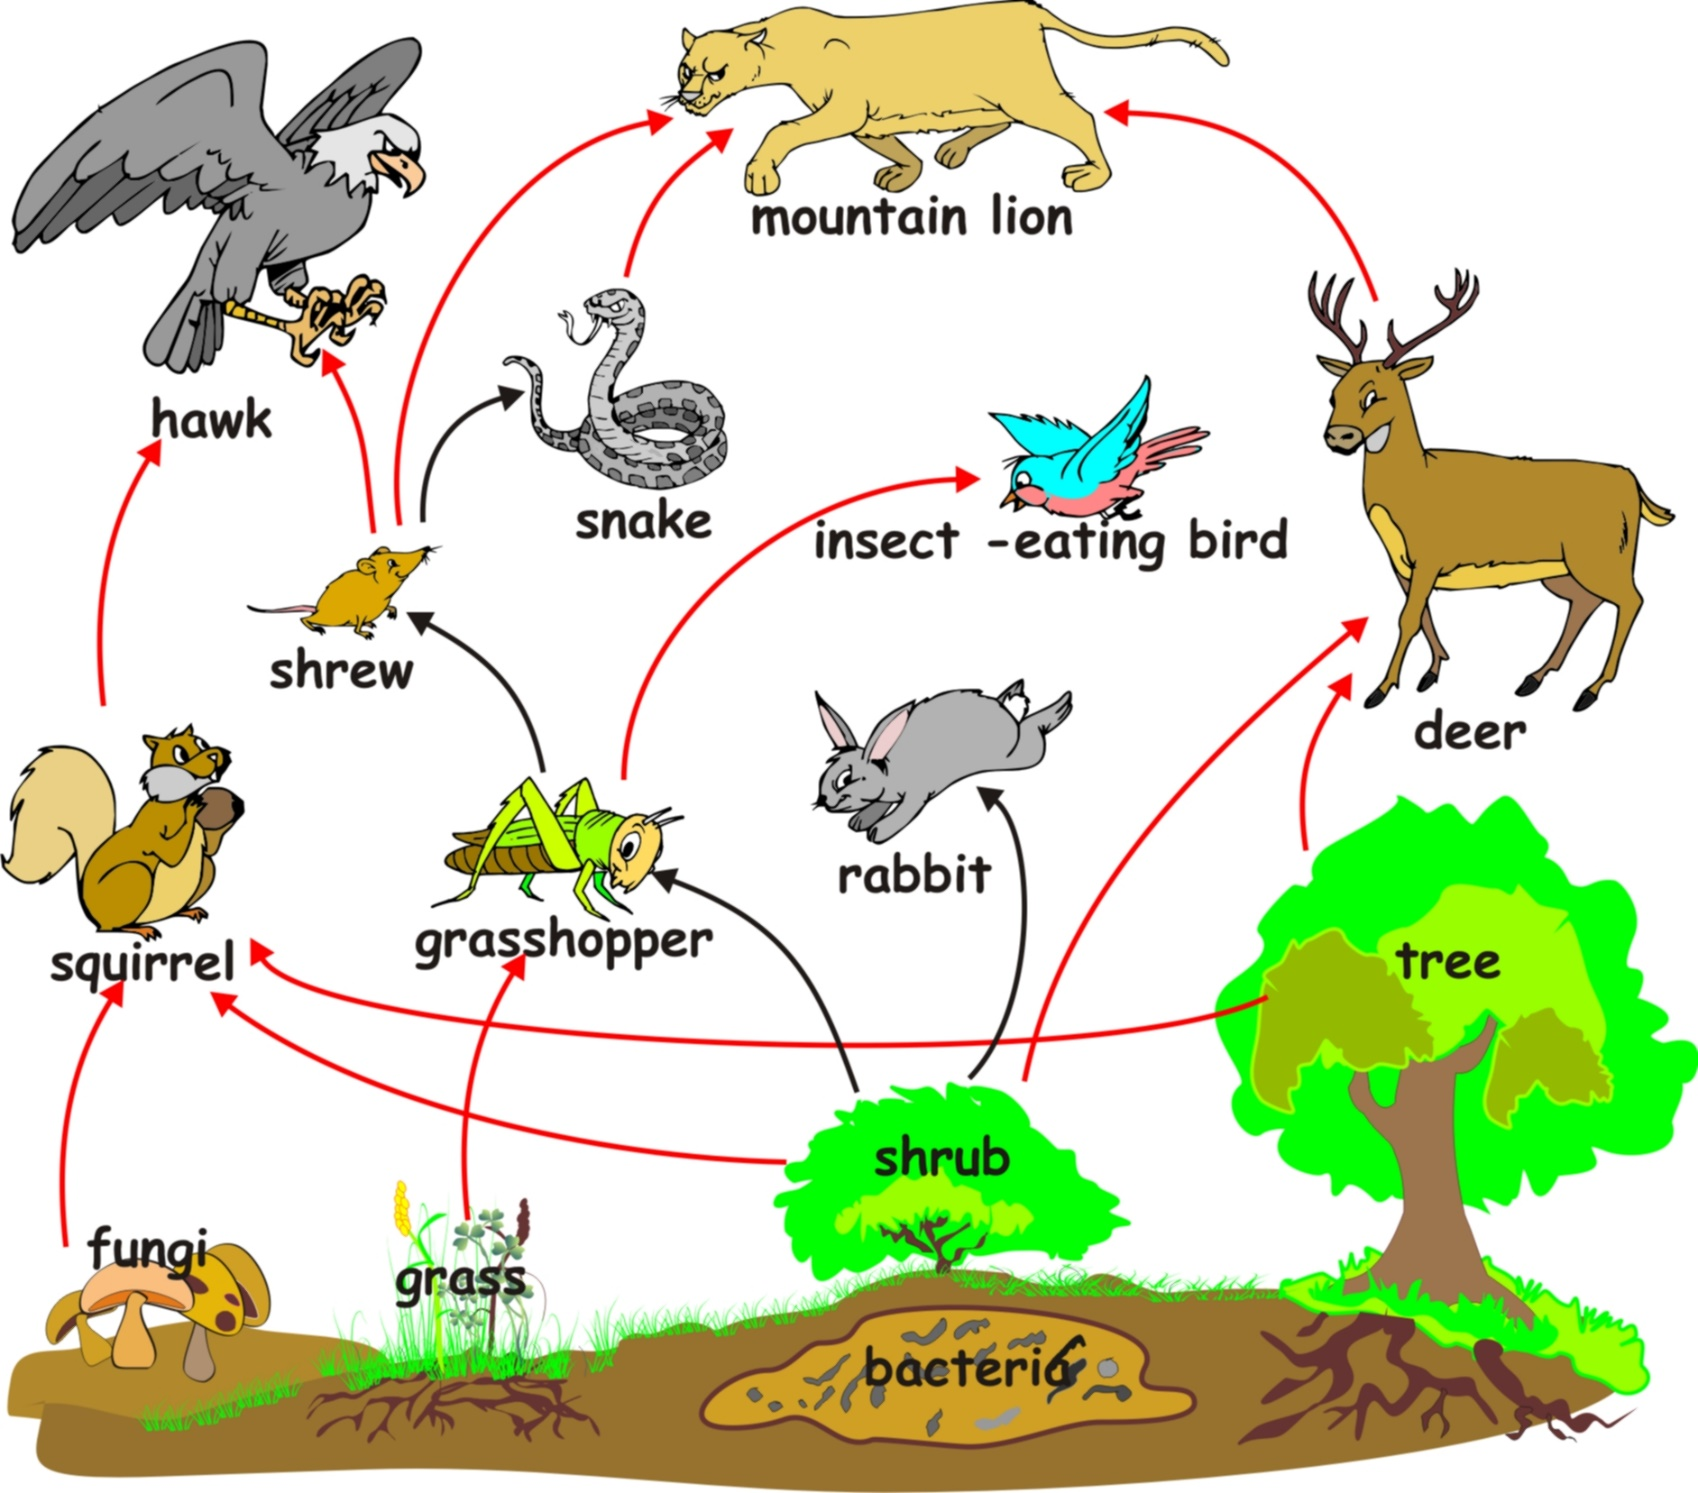 mountain lion
hawk
snake
insect -eating bird
shrew
deer
rabbit
grasshopper
squirrel
tree
shrub
fungi
grass
bacteria